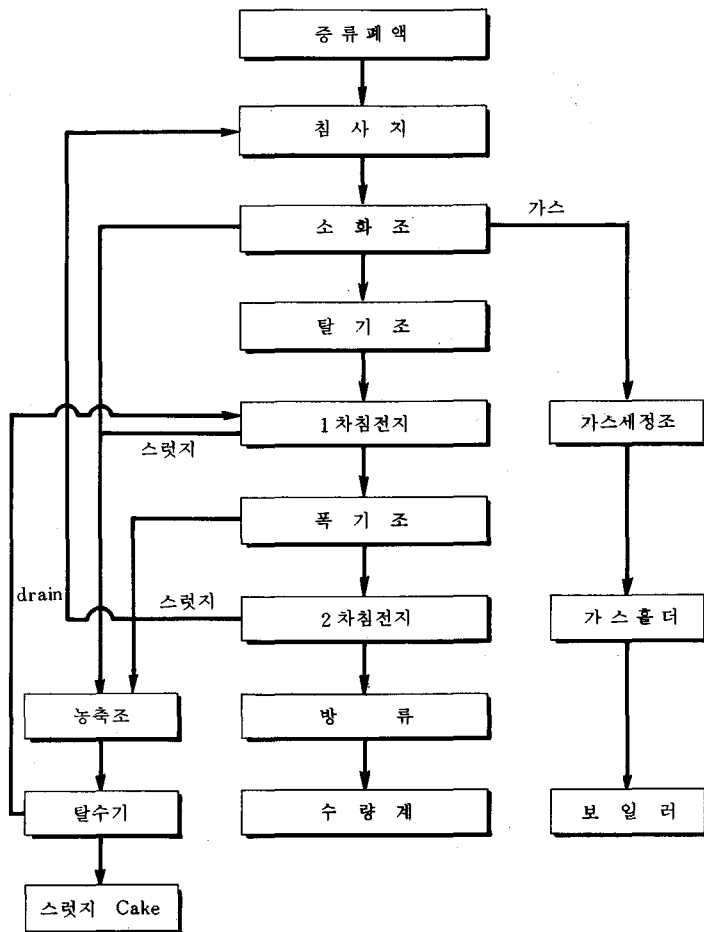 증류폐액
침사지
소화조
가스
탈기조
1차침전지
가스세정조
스럿지
폭기조
drain
스럿지
2차침전지
가스홀더
농축조
방류
탈수기
수량계
보일러
스럿지 Cake